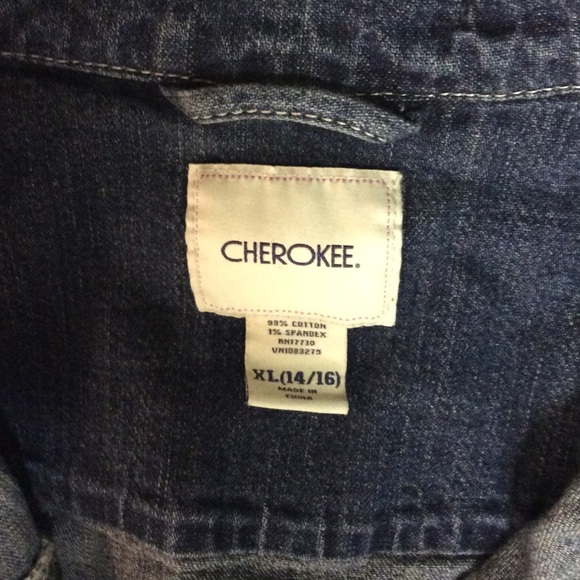 CHEROKEE.
99% COTTON
1% SPANDEX
RN17730
VN1083275
XL(14/16)
MADE IN
CHINA